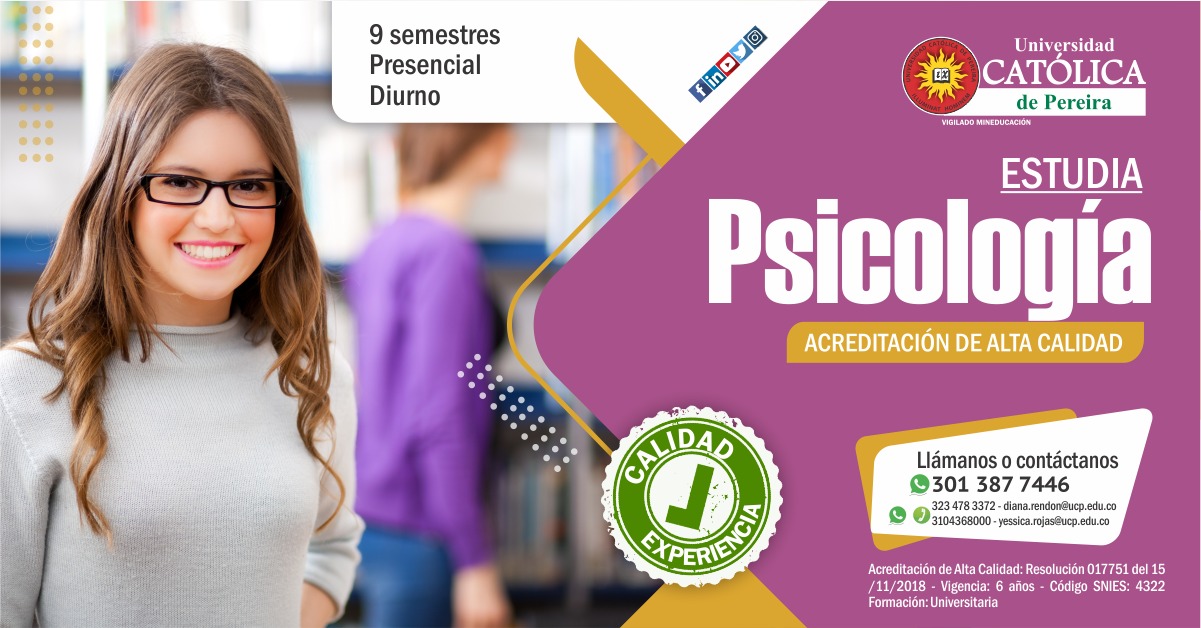 9 semestres
Presencial
Diurno
Universidad
CATÓLICA
de Pereira
VIGILADO MINEDUCACIÓN
ESTUDIA
Psicología
ACREDITACIÓN DE ALTA CALIDAD
CALIDAD
EXPERIENCIA
Llámanos o contáctanos
301 387 7446
323 478 3372 - diana.rendon@ucp.edu.co
3104368000 - yessica.rojas@ucp.edu.co
Acreditación de Alta Calidad: Resolución 017751 del 15
/11/2018 - Vigencia: 6 años - Código SNIES: 4322
Formación: Universitaria